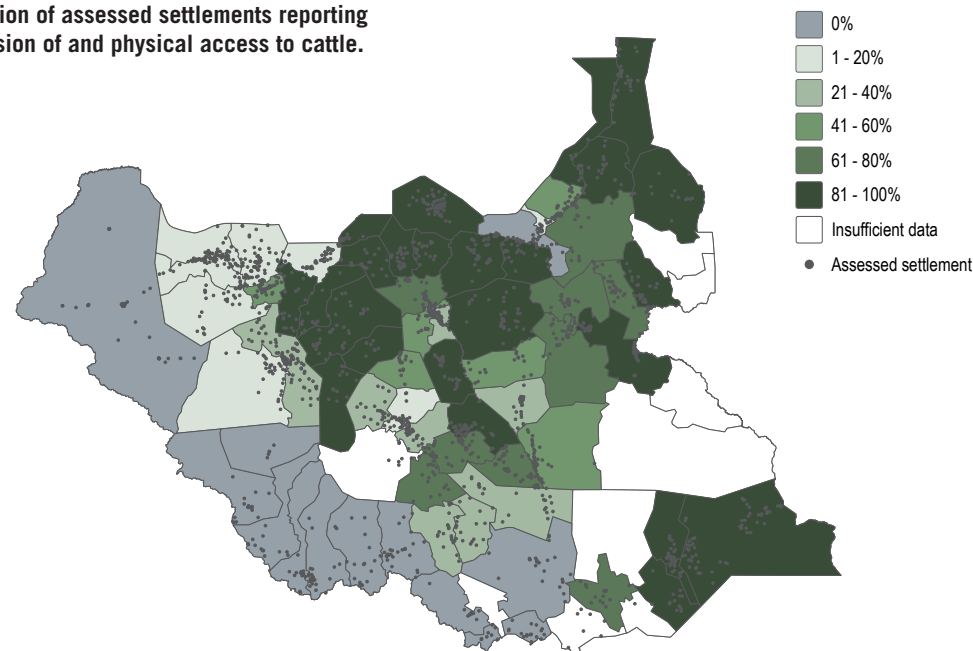 ion of assessed settlements reporting
sion of and physical access to cattle.
0%
1 - 20%
21 - 40%
41 - 60%
61 - 80%
81 - 100%
Insufficient data
Assessed settlement